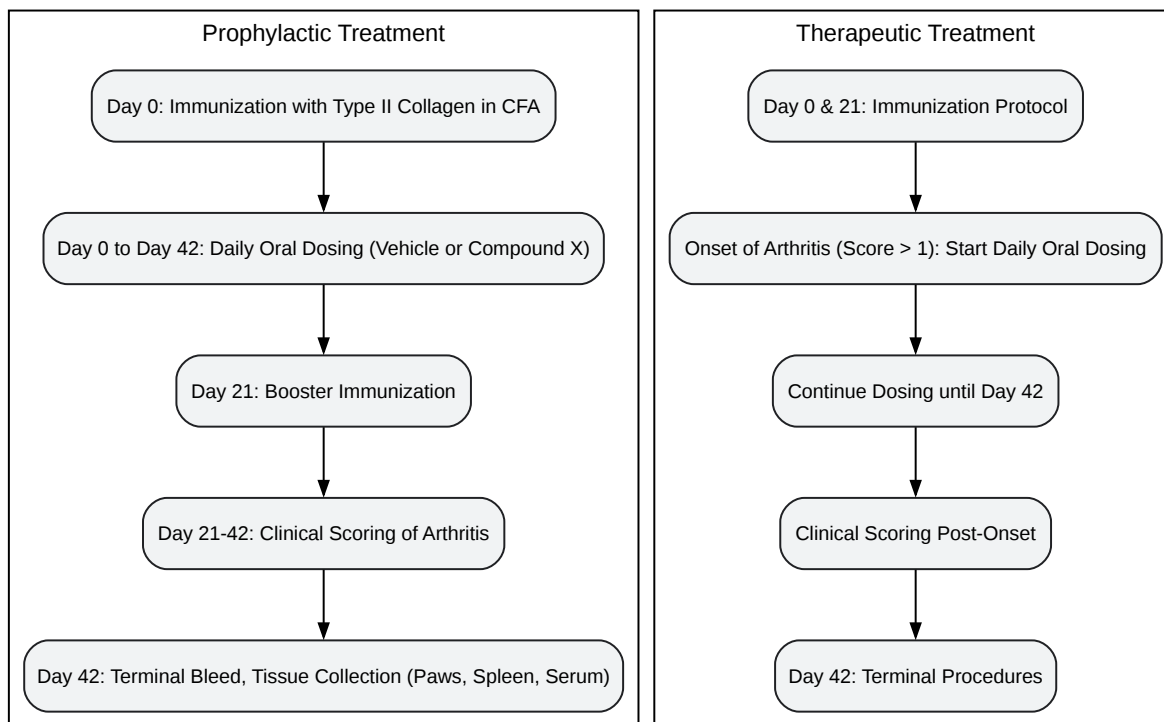 Prophylactic Treatment
Day 0: Immunization with Type II Collagen in CFA
Day 0 to Day 42: Daily Oral Dosing (Vehicle or Compound X)
Day 21: Booster Immunization
Day 21-42: Clinical Scoring of Arthritis
Day 42: Terminal Bleed, Tissue Collection (Paws, Spleen, Serum)
Therapeutic Treatment
Day 0 & 21: Immunization Protocol
Onset of Arthritis (Score > 1): Start Daily Oral Dosing
Continue Dosing until Day 42
Clinical Scoring Post-Onset
Day 42: Terminal Procedures